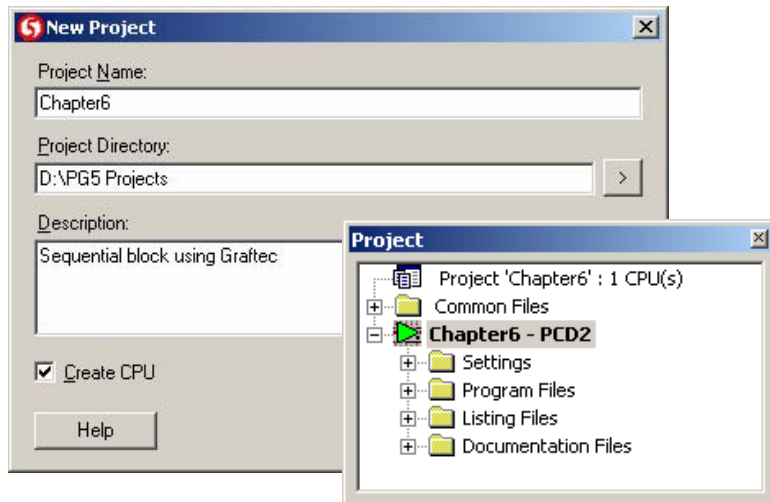 New Project
Project Name:
Chapter6
Project Directory:
D:\PG5 Projects
>
Description:
Sequential block using Graftec
Create CPU
Help
Project
Project 'Chapter6' : 1 CPU(s)
Common Files
Chapter6 - PCD2
Settings
Program Files
Listing Files
Documentation Files